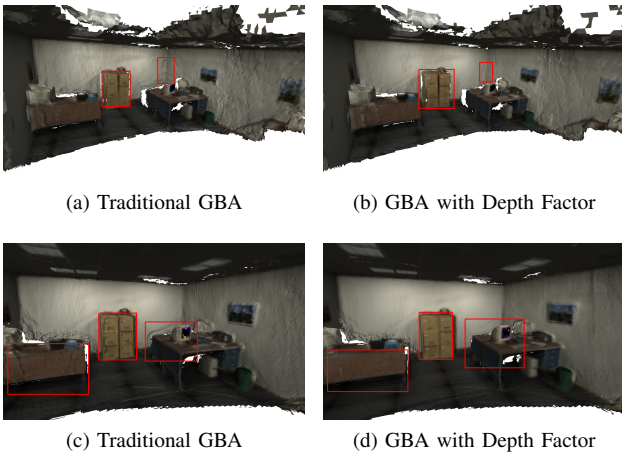 (a) Traditional GBA
(b) GBA with Depth Factor
(c) Traditional GBA
(d) GBA with Depth Factor